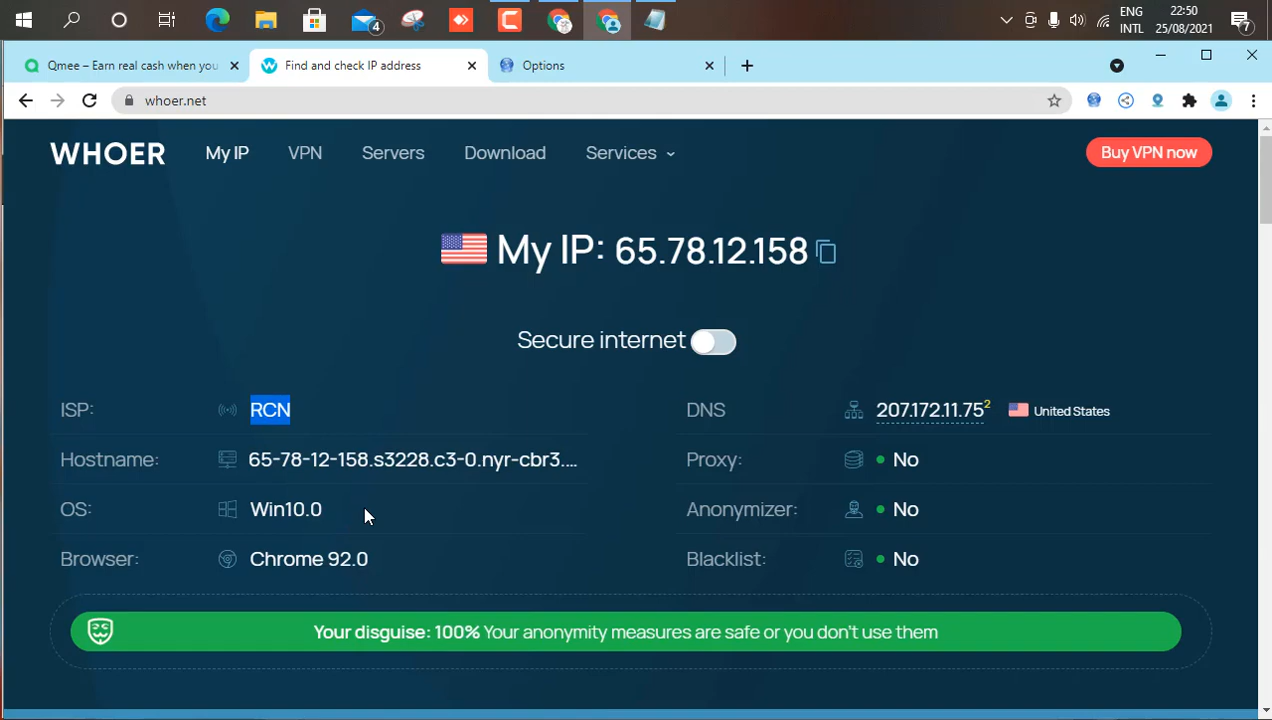 4
ENG
INTL
22:50
25/08/2021
7
Qmee – Earn real cash when you
Find and check IP address
Options
whoer.net
WHOER
My IP
VPN
Servers
Download
Services
Buy VPN now
My IP: 65.78.12.158
Secure internet
ISP: RCN
DNS 207.172.11.75 2 United States
Hostname: 65-78-12-158.s3228.c3-0.nyr-cbr3....
Proxy: No
OS: Win10.0
Anonymizer: No
Browser: Chrome 92.0
Blacklist: No
Your disguise: 100% Your anonymity measures are safe or you don't use them